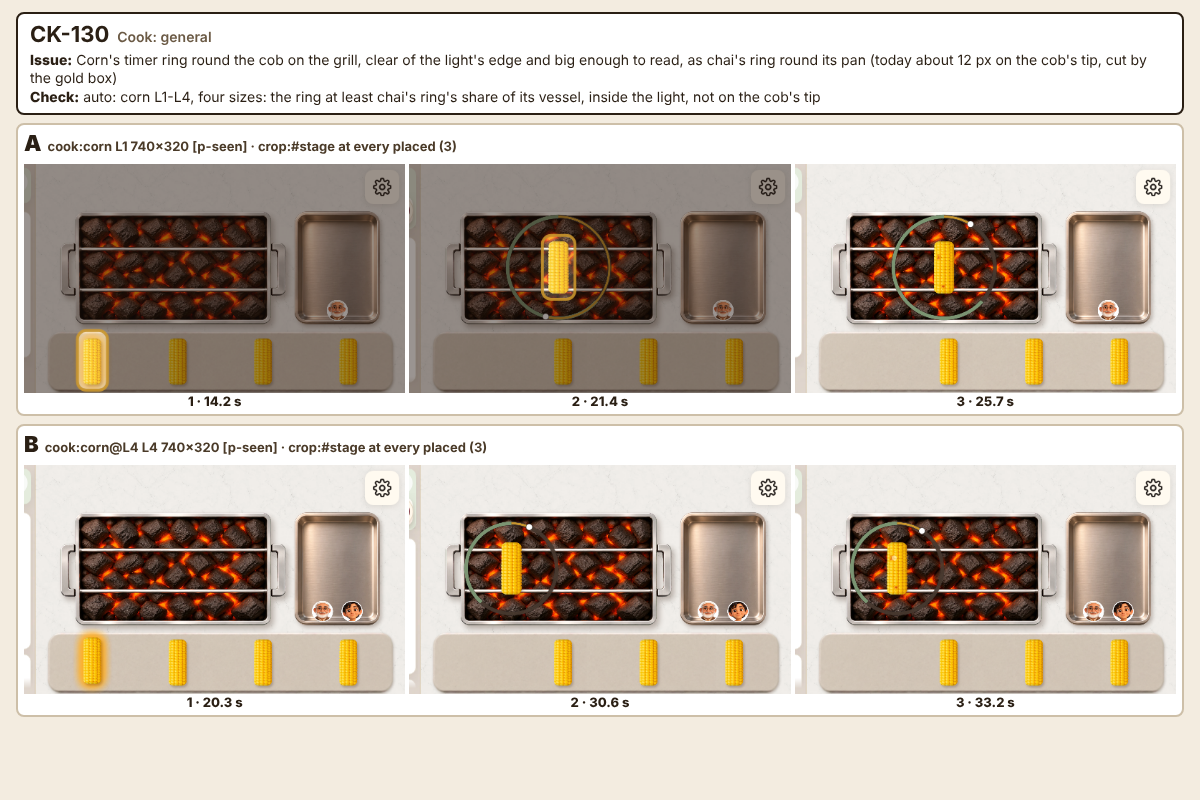 CK-130 Cook: general
Issue: Corn's timer ring round the cob on the grill, clear of the light's edge and big enough to read, as chai's ring round its pan (today about 12 px on the cob's tip, cut by
the gold box)
Check: auto: corn L1-L4, four sizes: the ring at least chai's ring's share of its vessel, inside the light, not on the cob's tip
A cook:corn L1 740×320 [p-seen] · crop:#stage at every placed (3)
1 · 14.2 s
2 · 21.4 s
3 · 25.7 s
B cook:corn@L4 L4 740×320 [p-seen] · crop:#stage at every placed (3)
1 · 20.3 s
2 · 30.6 s
3 · 33.2 s